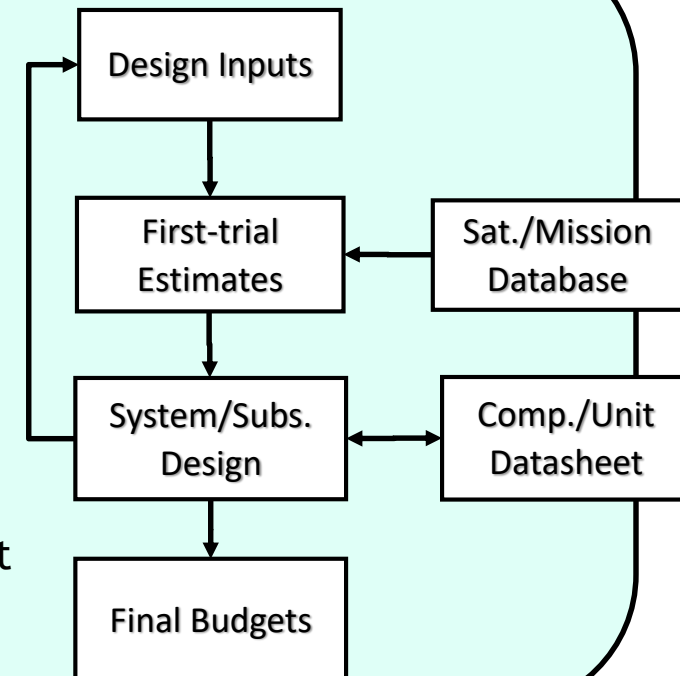 Design Inputs
First-trial
Estimates
Sat./Mission
Database
System/Subs.
Design
Comp./Unit
Datasheet
t
Final Budgets